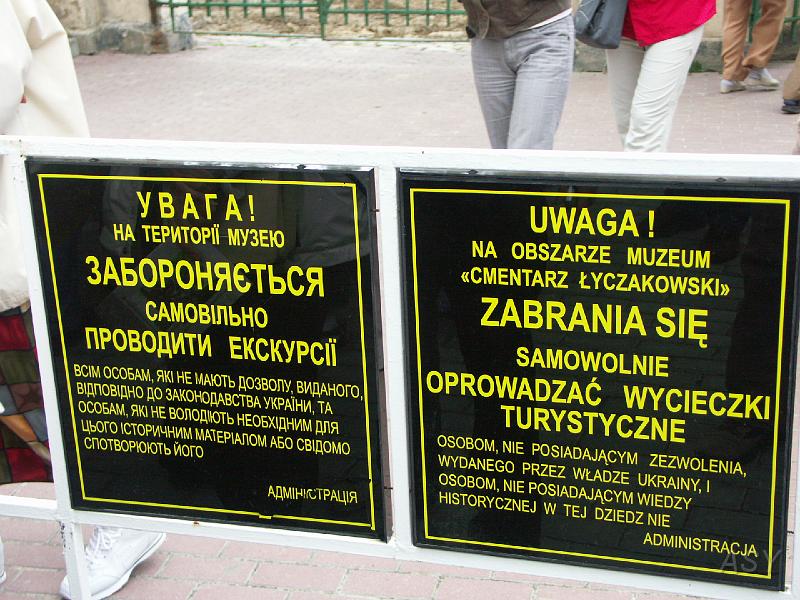 УВАГА!
НА ТЕРИТОРІЇ МУЗЕЮ
ЗАБОРОНЯЄТЬСЯ
САМОВІЛЬНО
ПРОВОДИТИ ЕКСКУРСІЇ
ВСІМ ОСОБАМ, ЯКІ НЕ МАЮТЬ ДОЗВОЛУ, ВИДАНОГО,
ВІДПОВІДНО ДО ЗАКОНОДАВСТВА УКРАЇНИ, ТА
ОСОБАМ, ЯКІ НЕ ВОЛОДІЮТЬ НЕОБХІДНИМ ДЛЯ
ЦЬОГО ІСТОРИЧНИМ МАТЕРІАЛОМ АБО СВІДОМО
СПОТВОРЮЮТЬ ЙОГО
АДМІНІСТРАЦІЯ
UWAGA !
NA OBSZARZE MUZEUM
«CMENTARZ ŁYCZAKOWSKI»
ZABRANIA SIĘ
SAMOWOLNIE
OPROWADZAĆ WYCIECZKI
TURYSTYCZNE
OSOBOM, NIE POSIADAJĄCYM ZEZWOLENIA,
WYDANEGO PRZEZ WŁADZE UKRAINY, I
OSOBOM, NIE POSIADAJĄCYM WIEDZY
HISTORYCZNEJ W TEJ DZIEDZ NIE
ADMINISTRACJA
ASY